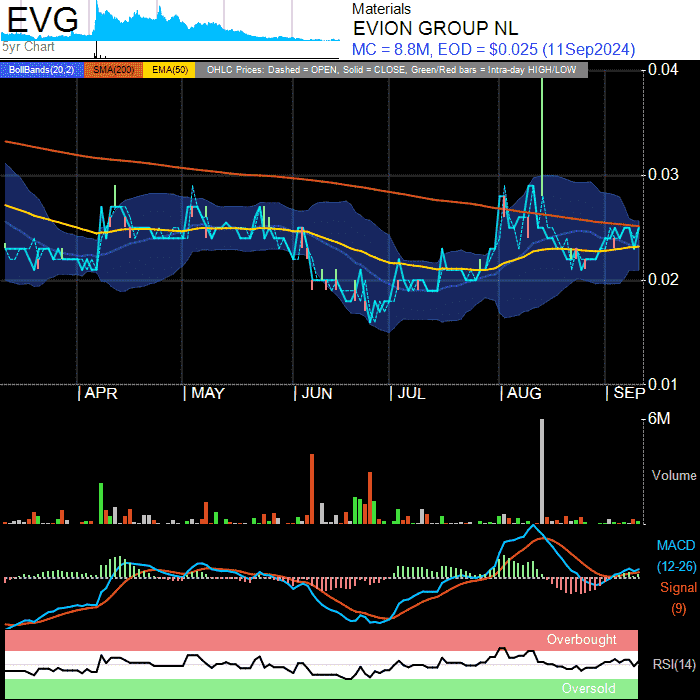 EVG
5yr Chart
Materials
EVION GROUP NL
MC = 8.8M, EOD = $0.025 (11Sep2024)
BollBands(20,2) SMA(200) EMA(50) OHLC Prices: Dashed = OPEN, Solid = CLOSE, Green/Red bars = Intra-day HIGH/LOW
0.04
0.03
0.02
0.01
APR MAY JUN JUL AUG SEP
6M
Volume
MACD
(12-26)
Signal
(9)
Overbought
RSI(14)
Oversold